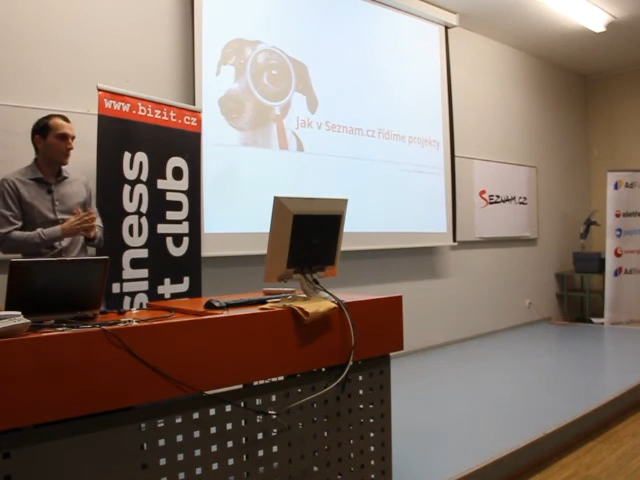 www.bizit.cz
siness
t club
Jak v Seznam.cz řídíme projekty
SEZNAM.CZ